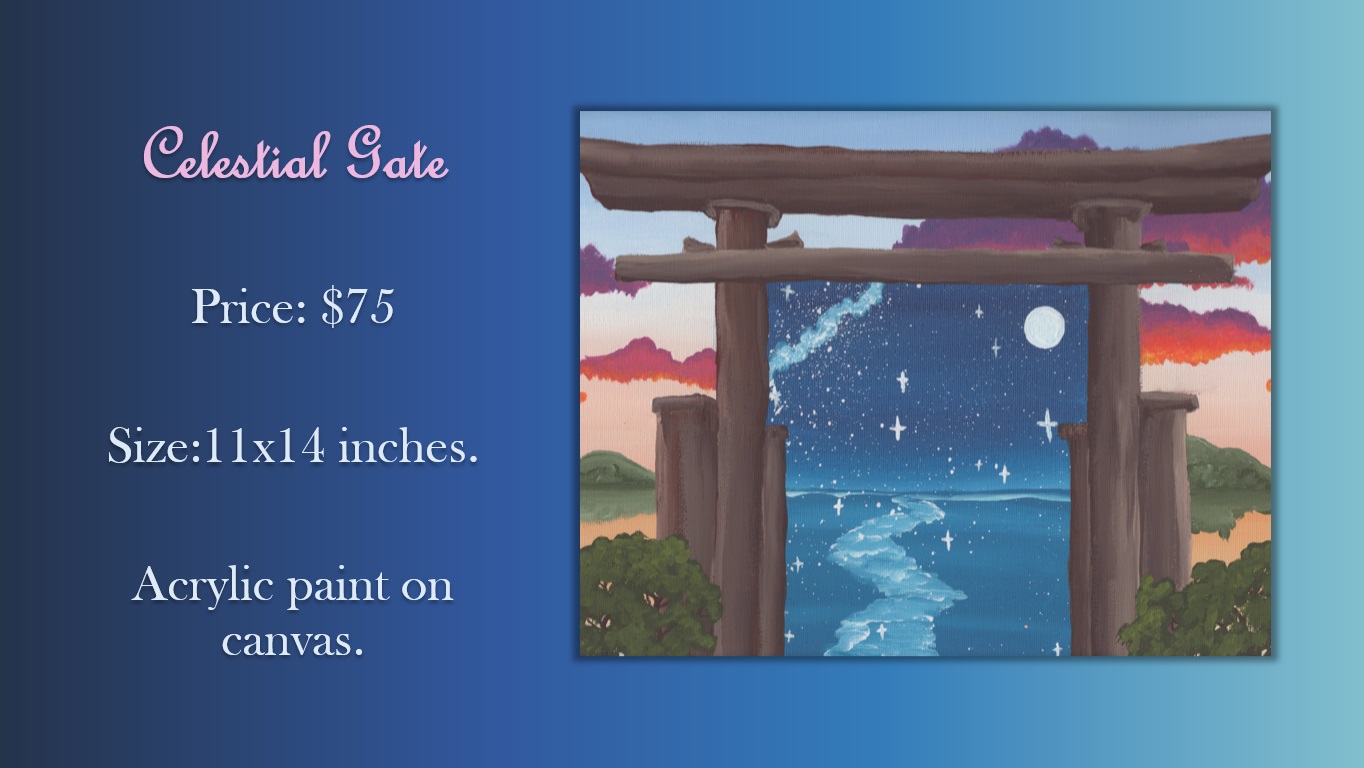 Celestial Gate
Price: $75
Size:11x14 inches.
Acrylic paint on
canvas.